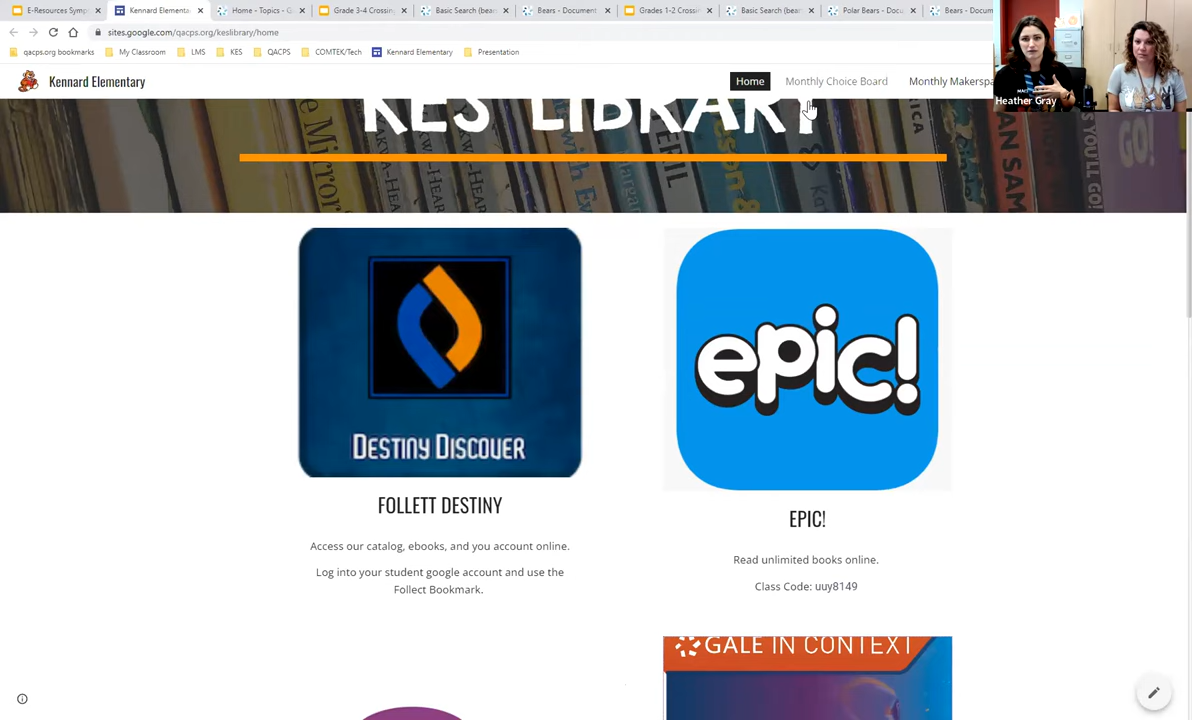 E-Resources Symp
Kennard Elementa
Home - Topics - G
Grade 3-4 Crossin
Basic Search (bear
Bears - Document
Grades 1-2 Crossi
Basic Search (bear
Polar Bears - Docu
Bears - Docum
sites.google.com/qacps.org/keslibrary/home
qacps.org bookmarks
My Classroom
LMS
KES
QACPS
COMTEK/Tech
Kennard Elementary
Presentation
Kennard Elementary
Home
Monthly Choice Board
Monthly Makerspa
Heather Gray
KES LIBRARY
DESTINY DISCOVER
epic!
FOLLETT DESTINY
EPIC!
Access our catalog, ebooks, and you account online.
Read unlimited books online.
Log into your student google account and use the
Follect Bookmark.
Class Code: uuy8149
GALE IN CONTEXT